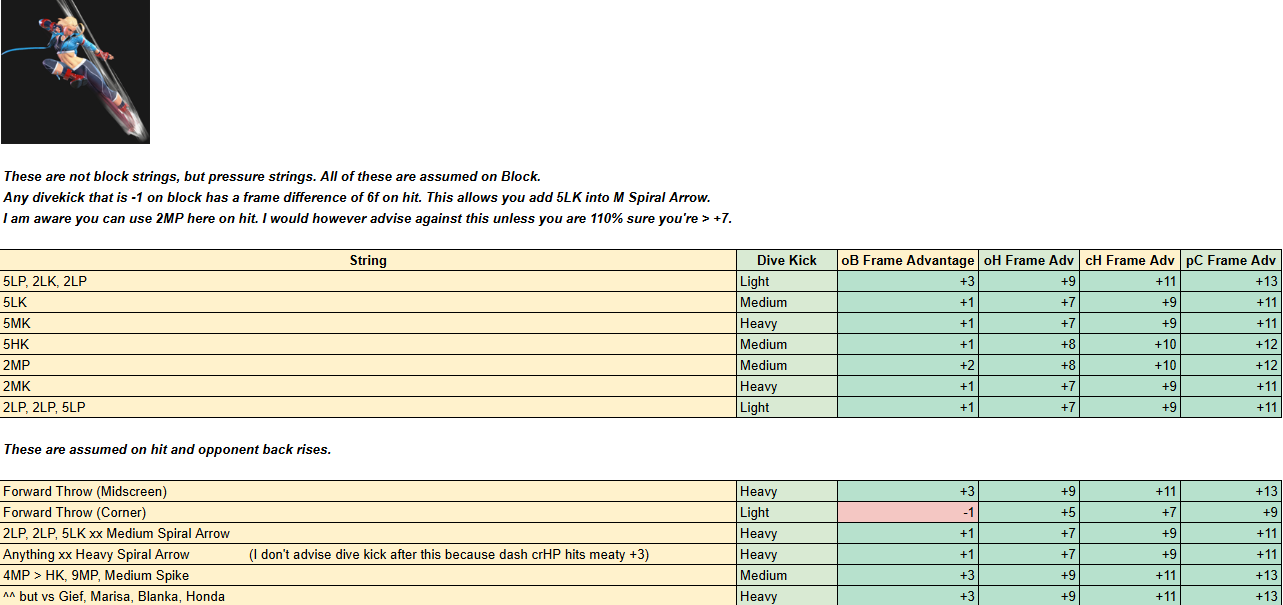 These are not block strings, but pressure strings. All of these are assumed on Block.
Any divekick that is -1 on block has a frame difference of 6f on hit. This allows you add 5LK into M Spiral Arrow.
I am aware you can use 2MP here on hit. I would however advise against this unless you are 110% sure you're > +7.
String Dive Kick oB Frame Advantage oH Frame Adv cH Frame Adv pC Frame Adv
5LP, 2LK, 2LP Light +3 +9 +11 +13
5LK Medium +1 +7 +9 +11
5MK Heavy +1 +7 +9 +11
5HK Medium +1 +8 +10 +12
2MP Medium +2 +8 +10 +12
2MK Heavy +1 +7 +9 +11
2LP, 2LP, 5LP Light +1 +7 +9 +11
These are assumed on hit and opponent back rises.
Forward Throw (Midscreen) Heavy +3 +9 +11 +13
Forward Throw (Corner) Light -1 +5 +7 +9
2LP, 2LP, 5LK xx Medium Spiral Arrow Heavy +1 +7 +9 +11
Anything xx Heavy Spiral Arrow (I don't advise dive kick after this because dash crHP hits meaty +3) Heavy +1 +7 +9 +11
4MP > HK, 9MP, Medium Spike Medium +3 +9 +11 +13
^^ but vs Gief, Marisa, Blanka, Honda Heavy +3 +9 +11 +13